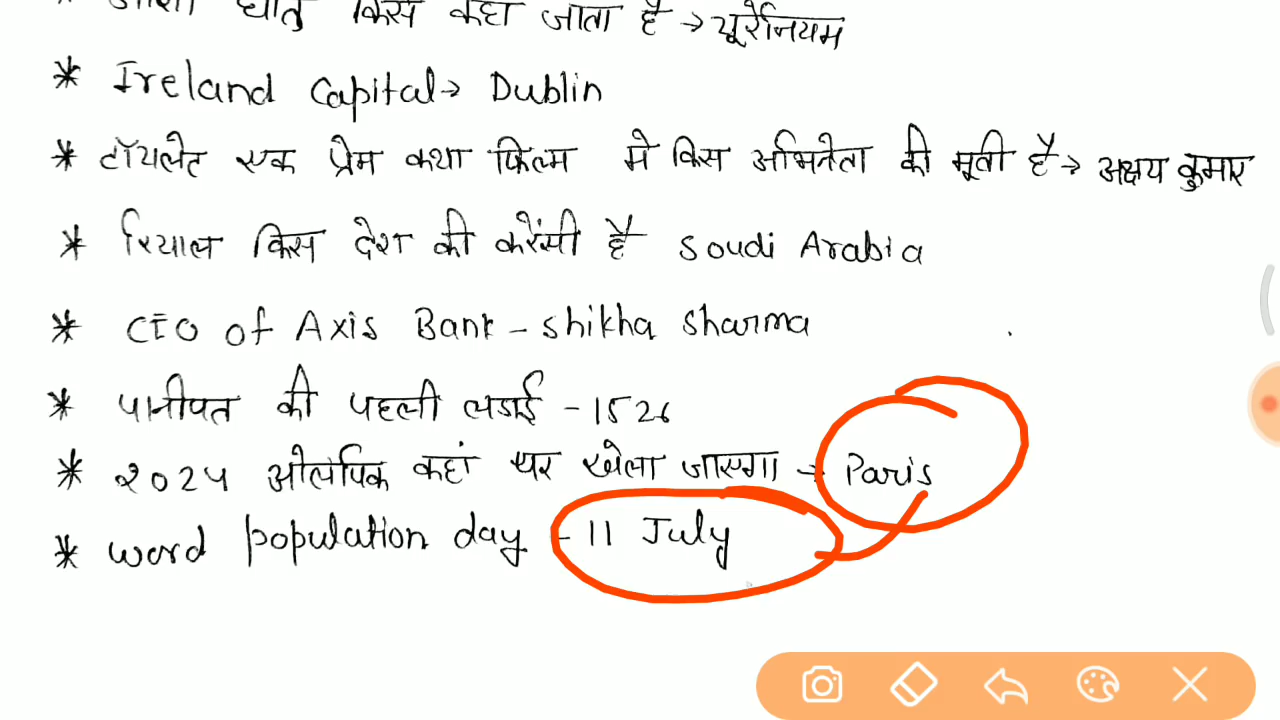 * आशा धातु किसे कहा जाता है → यूरेनियम
* Ireland Capital → Dublin
* टॉयलेट एक प्रेम कथा फिल्म मे किस अभिनेता की मूवी है → अक्षय कुमार
* रियाल किस देश की करेंसी है Soudi Arabia
* CEO of Axis Bank - Shikha Sharma
* पानीपत की पहली लडाई - 1526
* 2024 ओलंपिक कहां पर खेला जाएगा → Paris
* word population day - 11 July